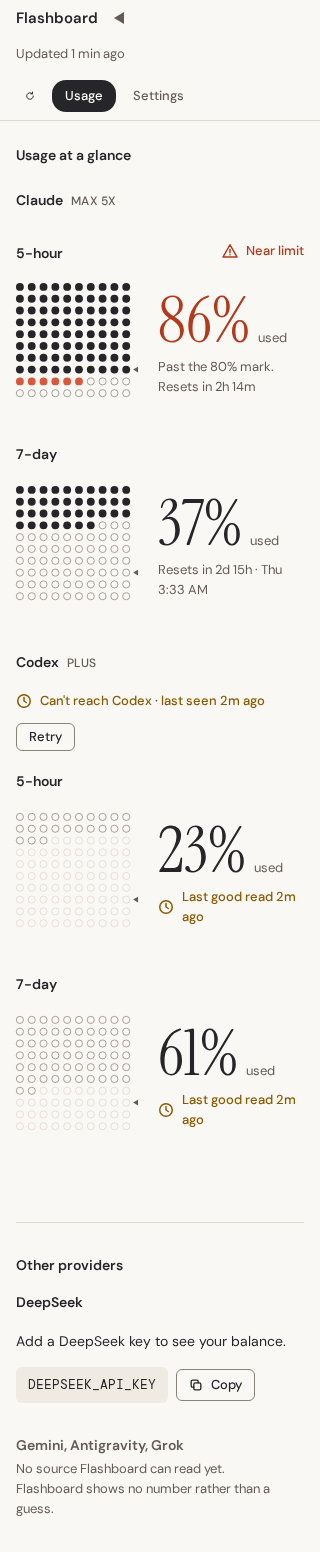 Flashboard
Updated 1 min ago
Usage
Settings
Usage at a glance
Claude MAX 5X
5-hour
Near limit
86% used
Past the 80% mark.
Resets in 2h 14m
7-day
37% used
Resets in 2d 15h · Thu
3:33 AM
Codex PLUS
Can't reach Codex · last seen 2m ago
Retry
5-hour
23% used
Last good read 2m
ago
7-day
61% used
Last good read 2m
ago
Other providers
DeepSeek
Add a DeepSeek key to see your balance.
DEEPSEEK_API_KEY
Copy
Gemini, Antigravity, Grok
No source Flashboard can read yet.
Flashboard shows no number rather than a
guess.